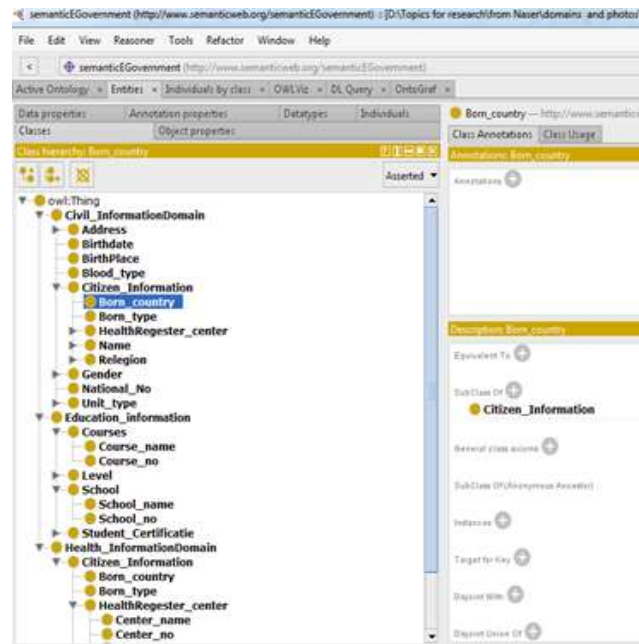 semanticEGovernment (http://www.semanticweb.org/semanticEGovernment) : [D:\Topics for research\from Naser\domains and photos
File Edit View Reasoner Tools Refactor Window Help
semanticEGovernment (http://www.semanticweb.org/semanticEGovernment)
Active Ontology Entities Individuals by class OWLViz DL Query OntoGraf
Data properties Annotation properties Datatypes Individuals
Classes Object properties
Class hierarchy: Born_country
Asserted
owl:Thing
Civil_InformationDomain
Address
Birthdate
BirthPlace
Blood_type
Citizen_Information
Born_country
Born_type
HealthRegester_center
Name
Relegion
Gender
National_No
Unit_type
Education_information
Courses
Course_name
Course_no
Level
School
School_name
School_no
Student_Certificatie
Health_InformationDomain
Citizen_Information
Born_country
Born_type
HealthRegester_center
Center_name
Center_no
Born_country — http://www.semantic
Class Annotations Class Usage
Annotations: Born_country
Annotations
Description: Born_country
Equivalent To
SubClass Of
Citizen_Information
General class axioms
SubClass Of (Anonymous Ancestor)
Instances
Target for Key
Disjoint With
Disjoint Union Of